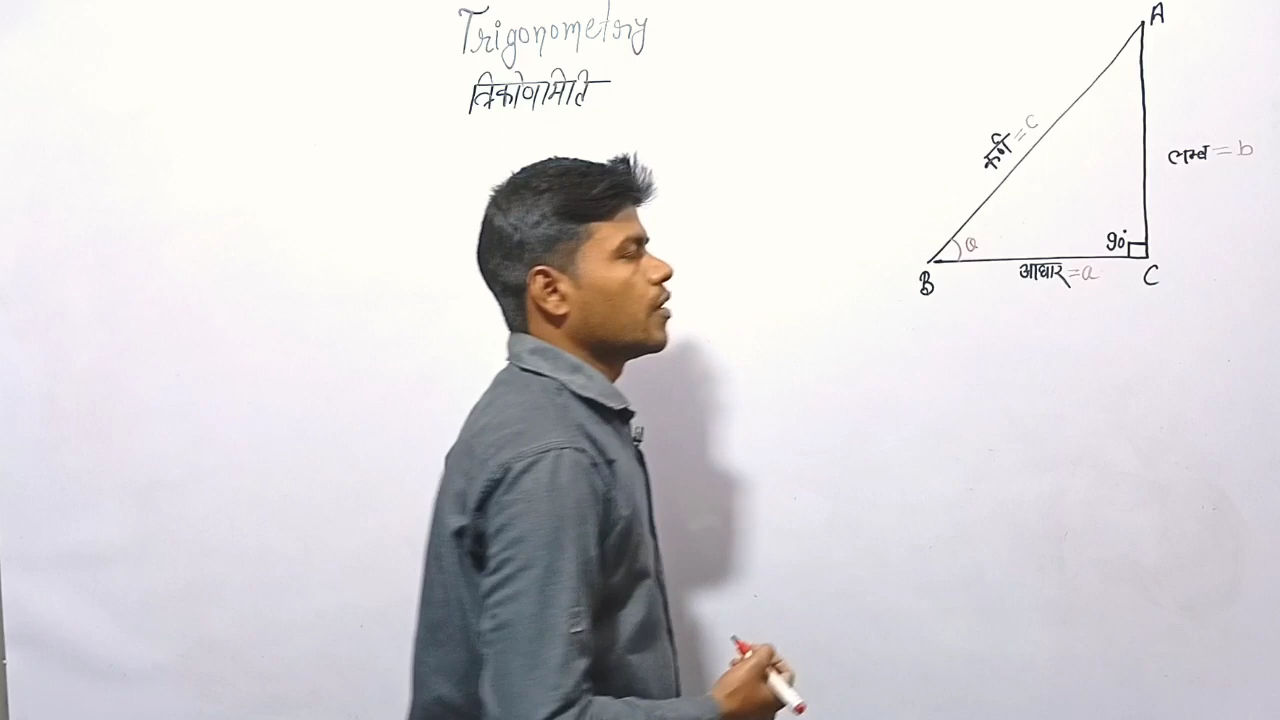 Trigonometry
त्रिकोणमिति
A
कर्ण = c
लम्ब = b
θ
90°
B
आधार = a
C